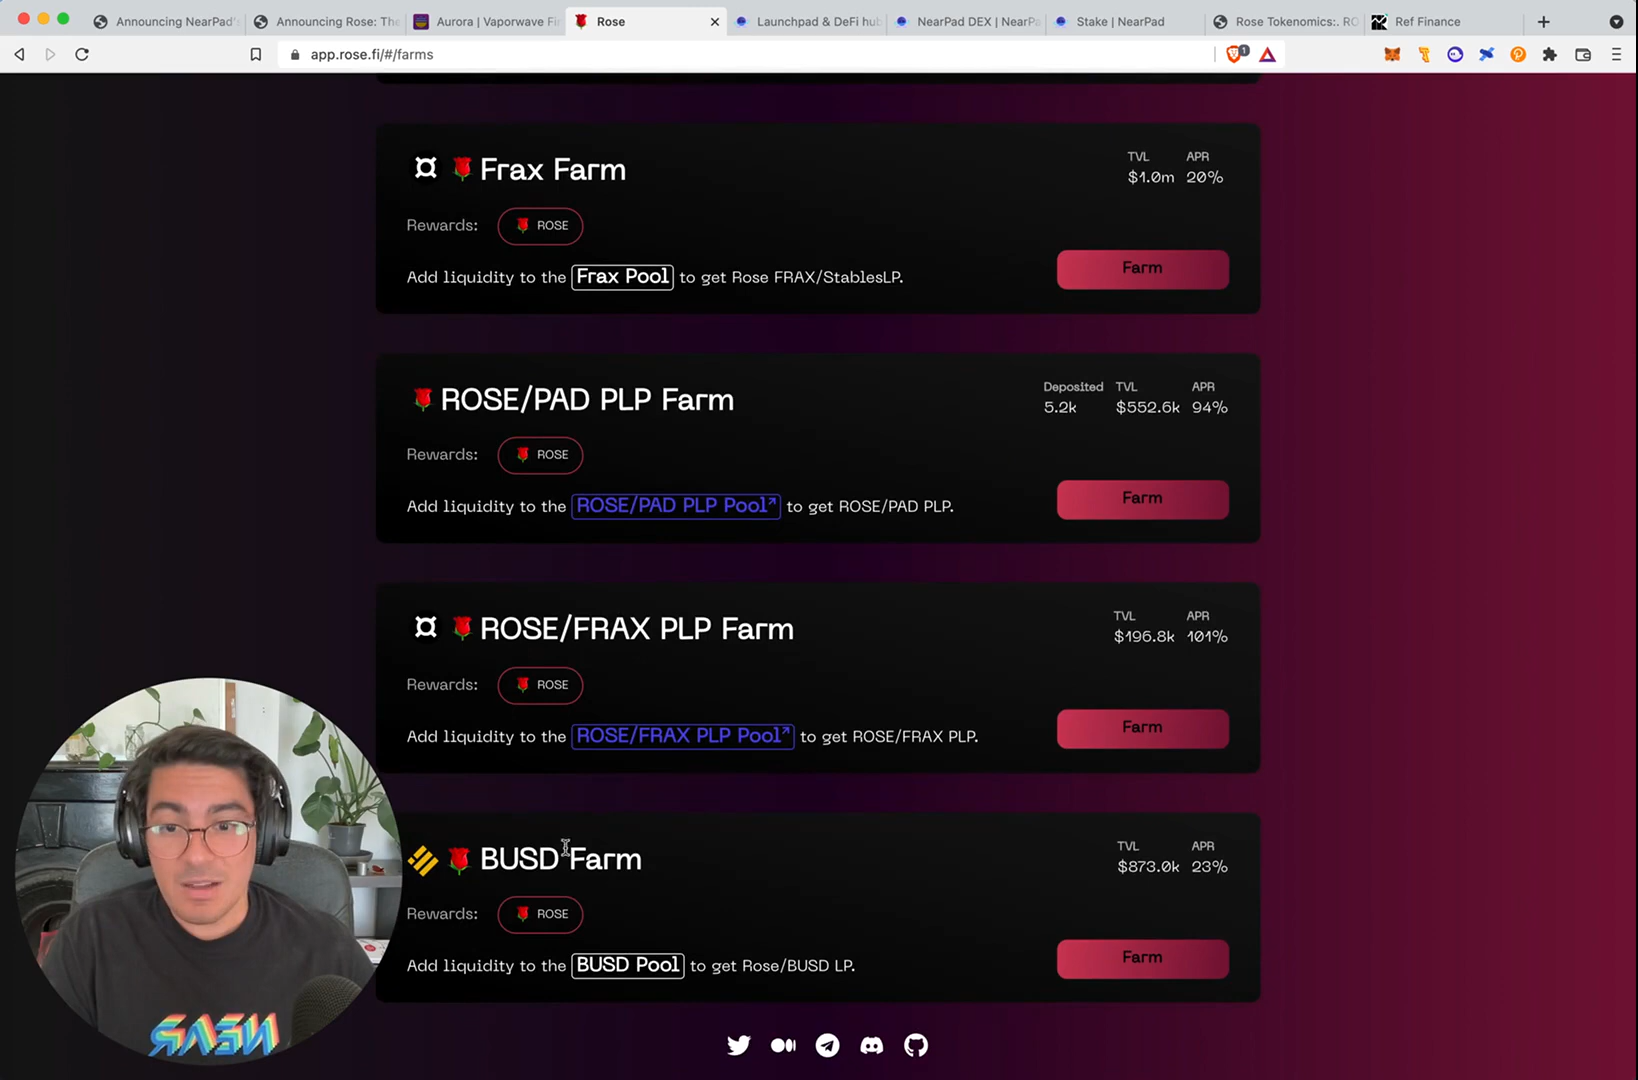 Announcing NearPad's
Announcing Rose: The
Aurora | Vaporwave Fi
Rose
Launchpad & DeFi hub
NearPad DEX | NearPa
Stake | NearPad
Rose Tokenomics:. RO
Ref Finance
app.rose.fi/#/farms
1
Frax Farm
TVL APR
$1.0m 20%
Rewards: ROSE
Add liquidity to the Frax Pool to get Rose FRAX/StablesLP.
Farm
ROSE/PAD PLP Farm
Deposited TVL APR
5.2k $552.6k 94%
Rewards: ROSE
Add liquidity to the ROSE/PAD PLP Pool↗ to get ROSE/PAD PLP.
Farm
ROSE/FRAX PLP Farm
TVL APR
$196.8k 101%
Rewards: ROSE
Add liquidity to the ROSE/FRAX PLP Pool↗ to get ROSE/FRAX PLP.
Farm
BUSD Farm
TVL APR
$873.0k 23%
Rewards: ROSE
Add liquidity to the BUSD Pool to get Rose/BUSD LP.
Farm